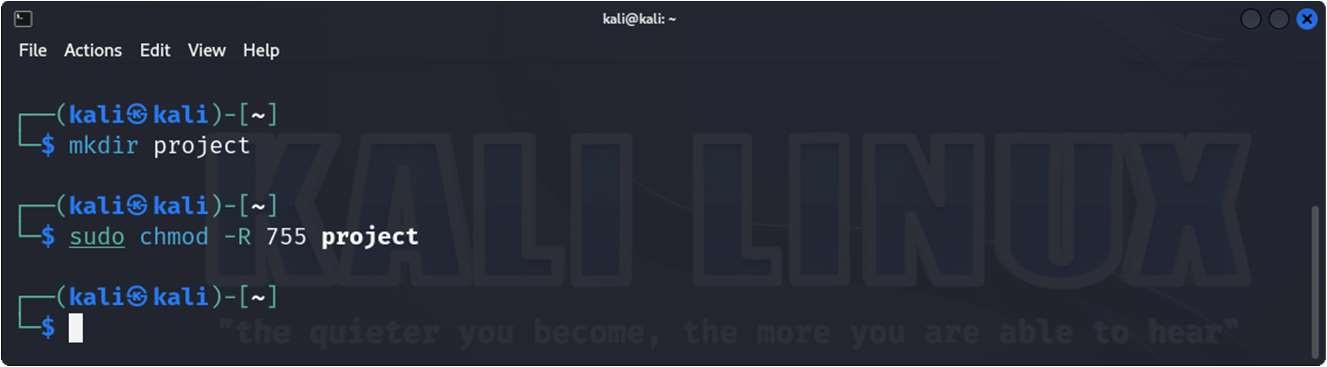 kali@kali: ~
File Actions Edit View Help
┌──(kali㉿kali)-[~]
└─$ mkdir project
┌──(kali㉿kali)-[~]
└─$ sudo chmod -R 755 project
┌──(kali㉿kali)-[~]
└─$
KALI LINUX
"the quieter you become, the more you are able to hear"